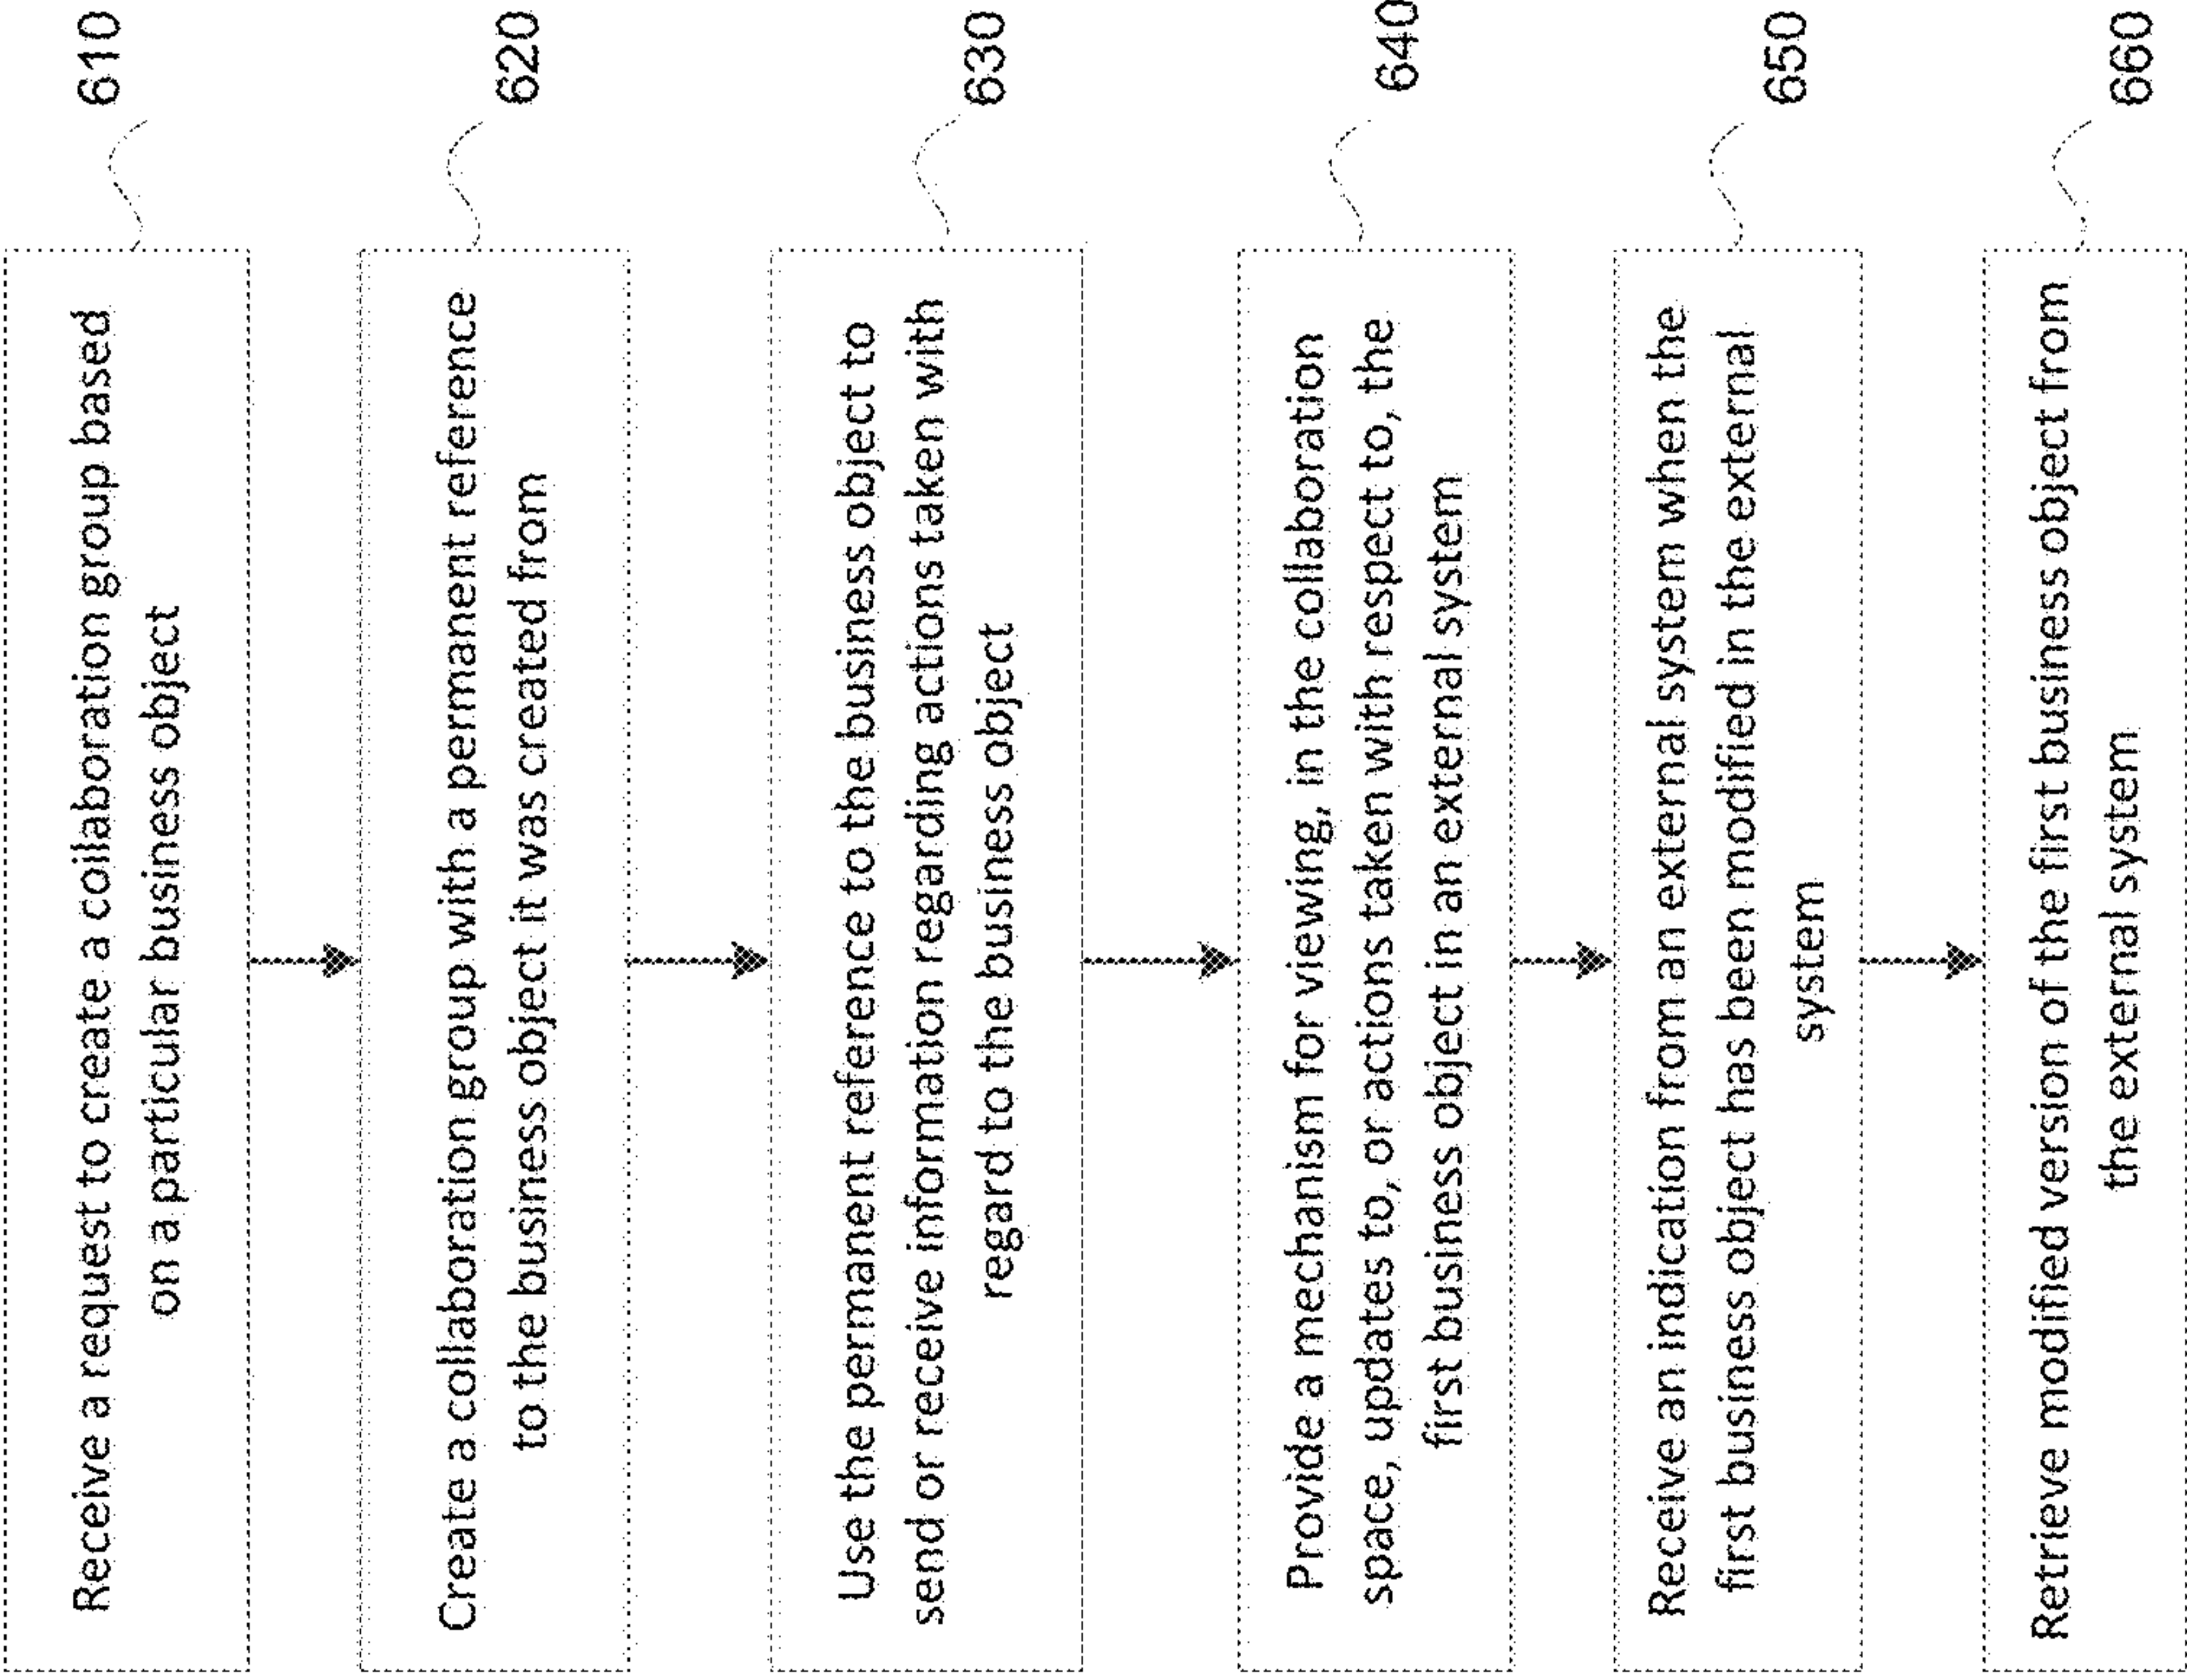 Receive a request to create a collaboration group based
on a particular business object
610
Create a collaboration group with a permanent reference
to the business object it was created from
620
Use the permanent reference to the business object to
send or receive information regarding actions taken with
regard to the business object
630
Provide a mechanism for viewing, in the collaboration
space, updates to, or actions taken with respect to, the
first business object in an external system
640
Receive an indication from an external system when the
first business object has been modified in the external
system
650
Retrieve modified version of the first business object from
the external system
660